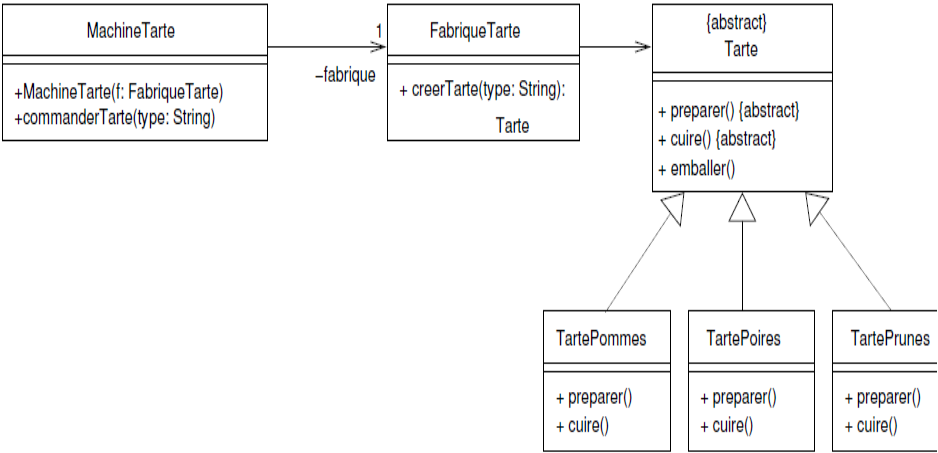 MachineTarte
+MachineTarte(f: FabriqueTarte)
+commanderTarte(type: String)
1
−fabrique
FabriqueTarte
+ creerTarte(type: String):
Tarte
{abstract}
Tarte
+ preparer() {abstract}
+ cuire() {abstract}
+ emballer()
TartePommes
+ preparer()
+ cuire()
TartePoires
+ preparer()
+ cuire()
TartePrunes
+ preparer()
+ cuire()